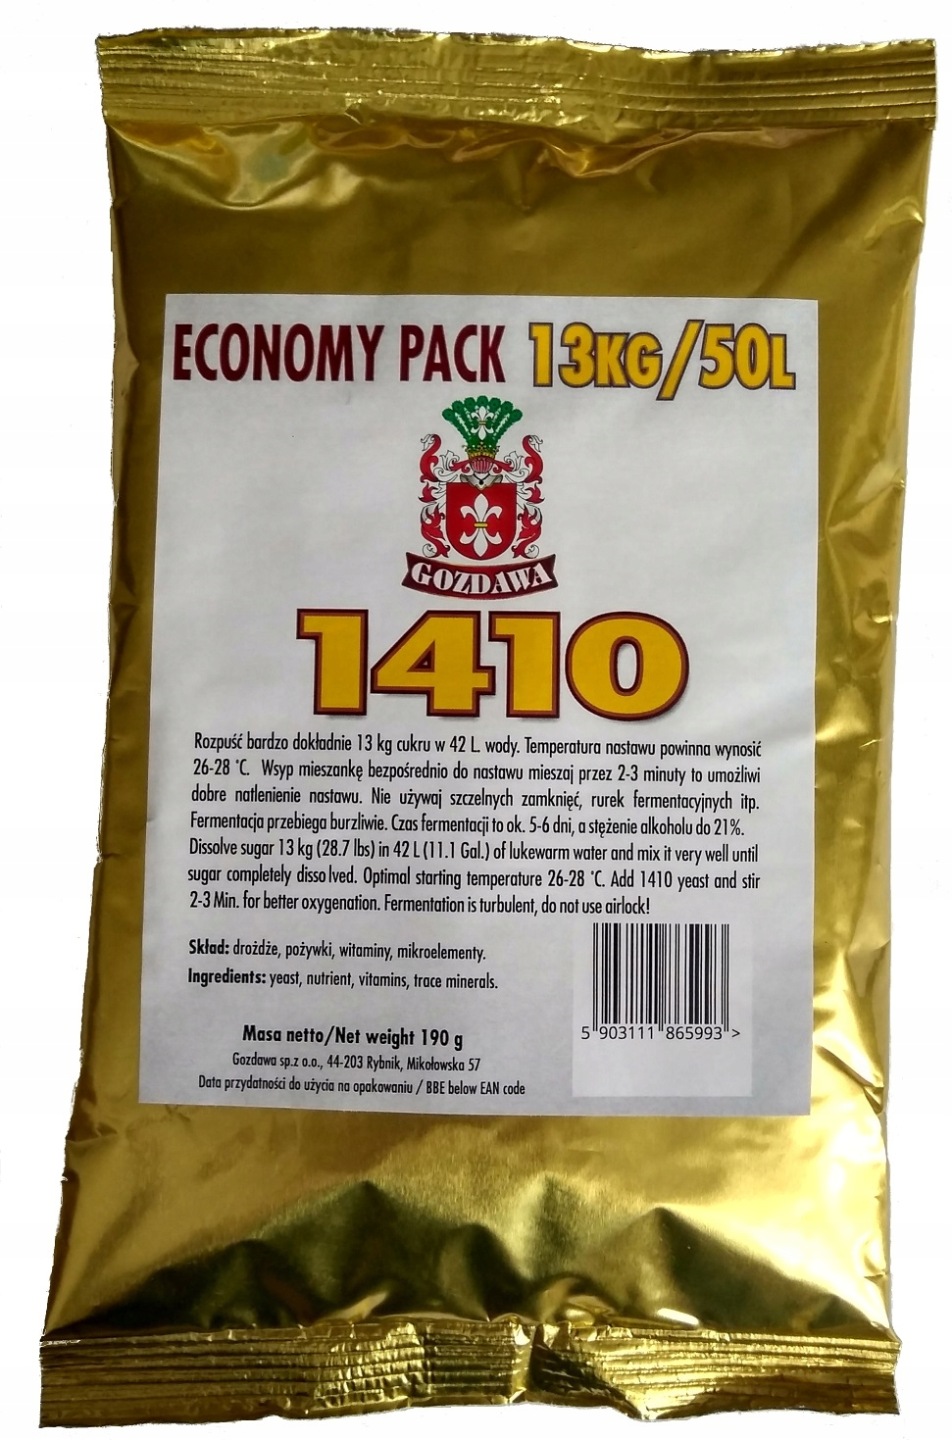 ECONOMY PACK 13KG/50L
GOZDAWA
1410
Rozpuść bardzo dokładnie 13 kg cukru w 42 L wody. Temperatura nastawu powinna wynosić
26-28 °C. Wsyp mieszankę bezpośrednio do nastawu mieszaj przez 2-3 minuty to umożliwi
dobre natlenienie nastawu. Nie używaj szczelnych zamknięć, rurek fermentacyjnych itp.
Fermentacja przebiega burzliwie. Czas fermentacji to ok. 5-6 dni, a stężenie alkoholu do 21%.
Dissolve sugar 13 kg (28.7 lbs) in 42 L (11.1 Gal.) of lukewarm water and mix it very well until
sugar completely disso lved. Optimal starting temperature 26-28 °C. Add 1410 yeast and stir
2-3 Min. for better oxygenation. Fermentation is turbulent, do not use airlock!
Skład: drożdże, pożywki, witaminy, mikroelementy.
Ingredients: yeast, nutrient, vitamins, trace minerals.
Masa netto/Net weight 190 g
Gozdawa sp.z o.o., 44-203 Rybnik, Mikołowska 57
Data przydatności do użycia na opakowaniu / BBE below EAN code
5 903111 865993 >